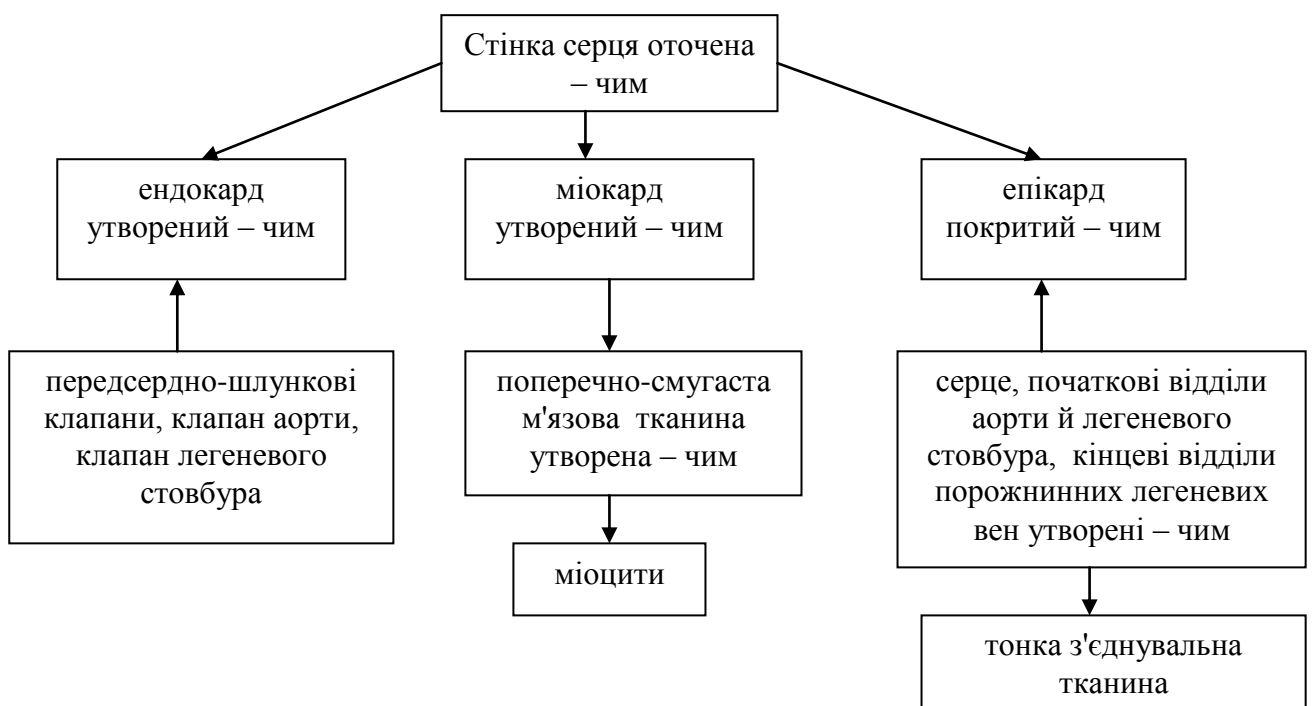 Стінка серця оточена
– чим
ендокард
утворений – чим
міокард
утворений – чим
епікард
покритий – чим
передсердно-шлункові
клапани, клапан аорти,
клапан легеневого
стовбура
поперечно-смугаста
м'язова тканина
утворена – чим
серце, початкові відділи
аорти й легеневого
стовбура, кінцеві відділи
порожнинних легеневих
вен утворені – чим
міоцити
тонка з'єднувальна
тканина